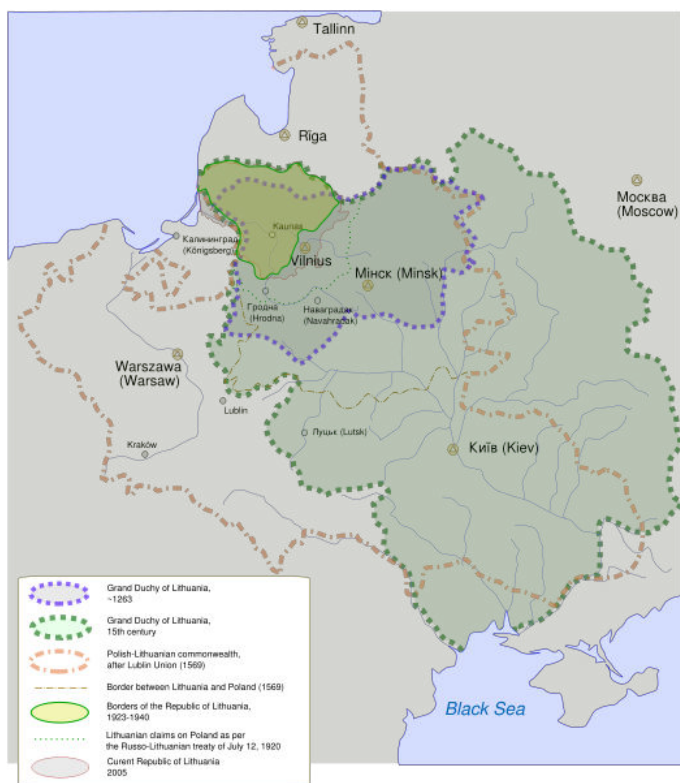 Tallinn
Rīga
Москва
(Moscow)
Калининград
(Königsberg)
Kaunas
Vilnius
Мінск (Minsk)
Гродна
(Hrodna)
Наваградак
(Navahradak)
Warszawa
(Warsaw)
Lublin
Луцьк (Lutsk)
Київ (Kiev)
Kraków
Black Sea
Grand Duchy of Lithuania,
~1263
Grand Duchy of Lithuania,
15th century
Polish-Lithuanian commonwealth,
after Lublin Union (1569)
Border between Lithuania and Poland (1569)
Borders of the Republic of Lithuania,
1923-1940
Lithuanian claims on Poland as per
the Russo-Lithuanian treaty of July 12, 1920
Curent Republic of Lithuania
2005